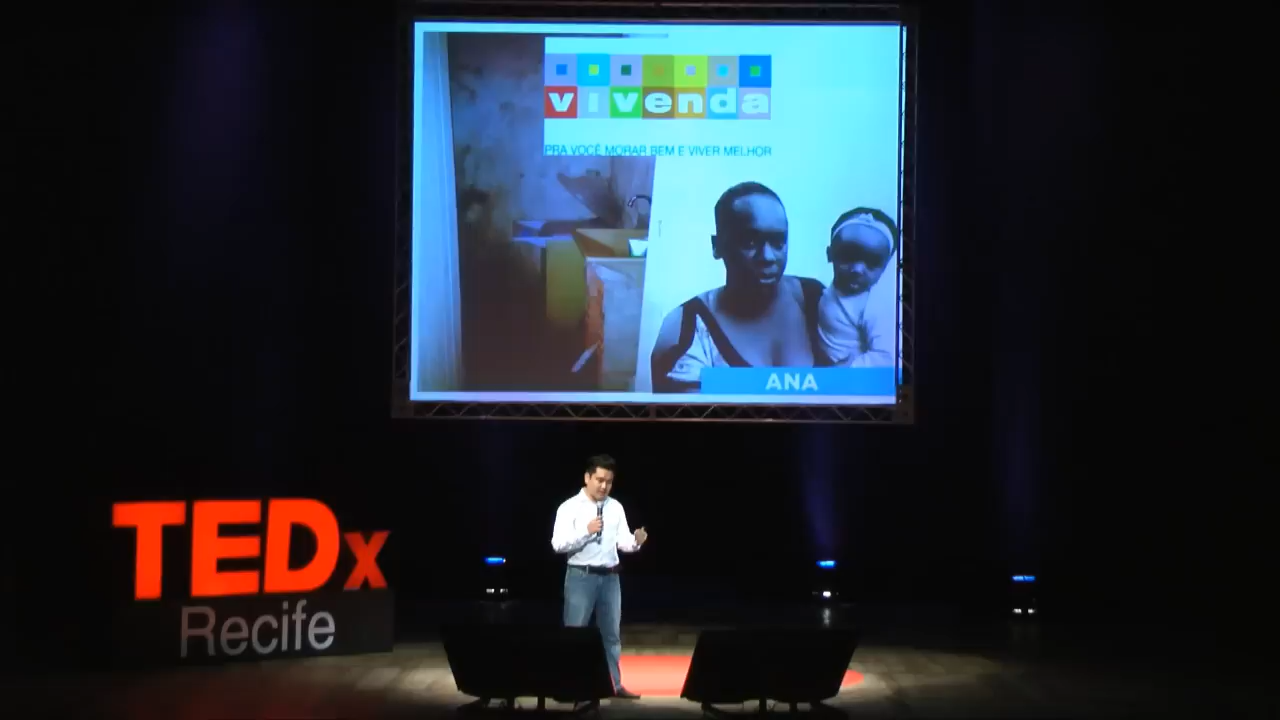 vivenda
PRA VOCÊ MORAR BEM E VIVER MELHOR
ANA
TEDx
Recife